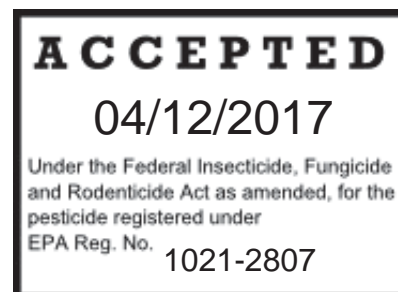 ACCEPTED
04/12/2017
Under the Federal Insecticide, Fungicide
and Rodenticide Act as amended, for the
pesticide registered under
EPA Reg. No. 1021-2807